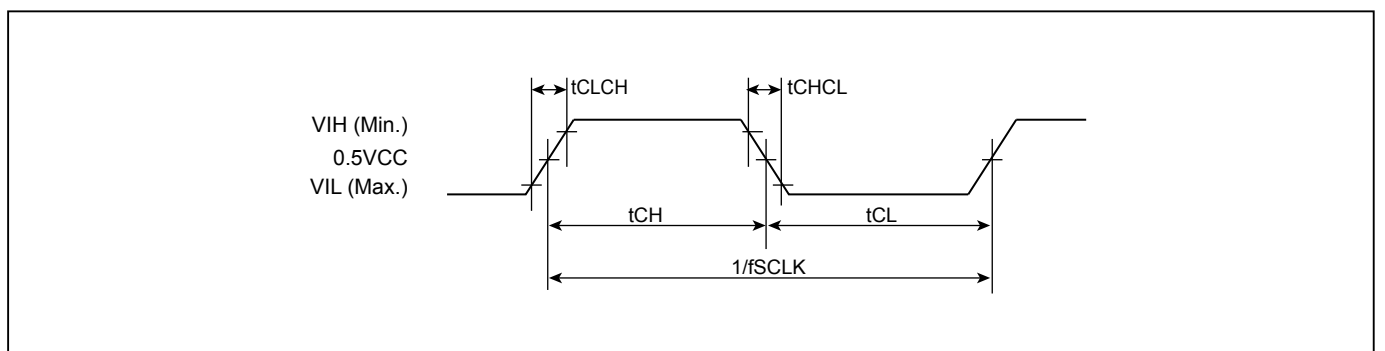 tCLCH
tCHCL
VIH (Min.)
0.5VCC
VIL (Max.)
tCH
tCL
1/fSCLK